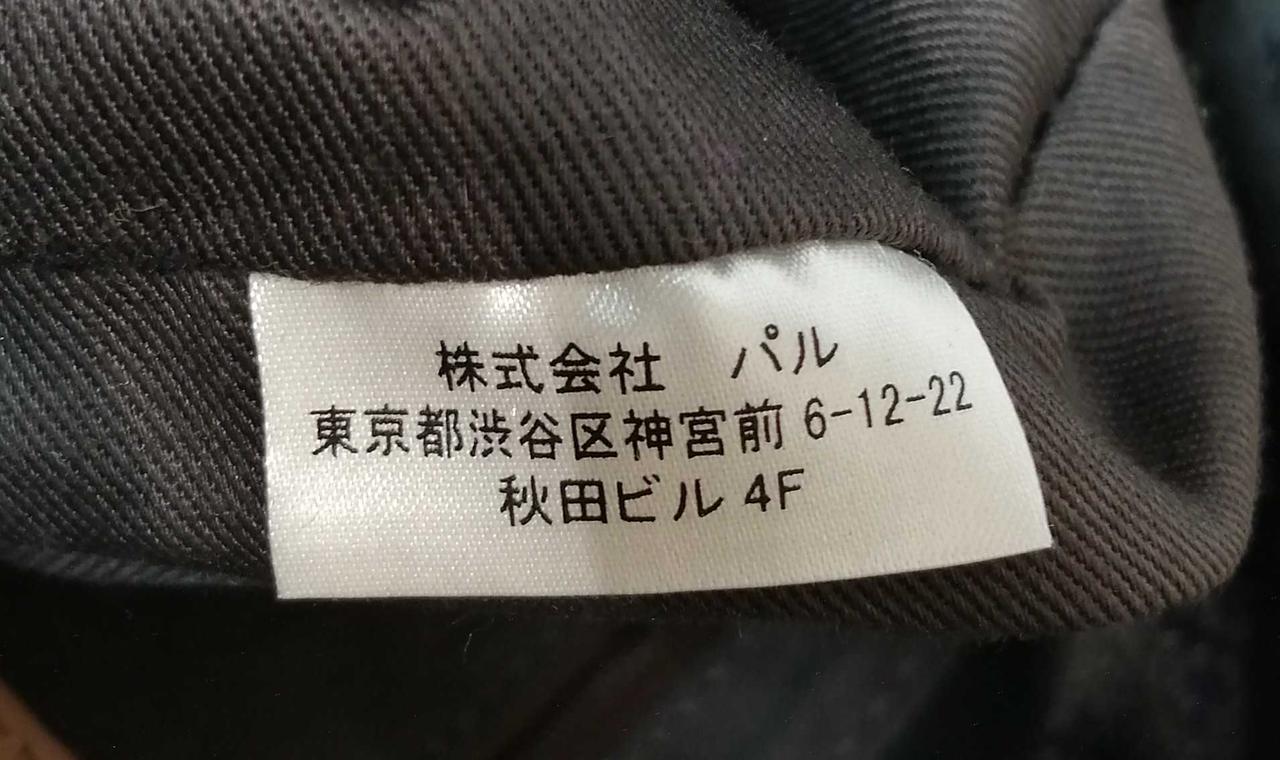 株式会社　パル
東京都渋谷区神宮前 6-12-22
秋田ビル 4F